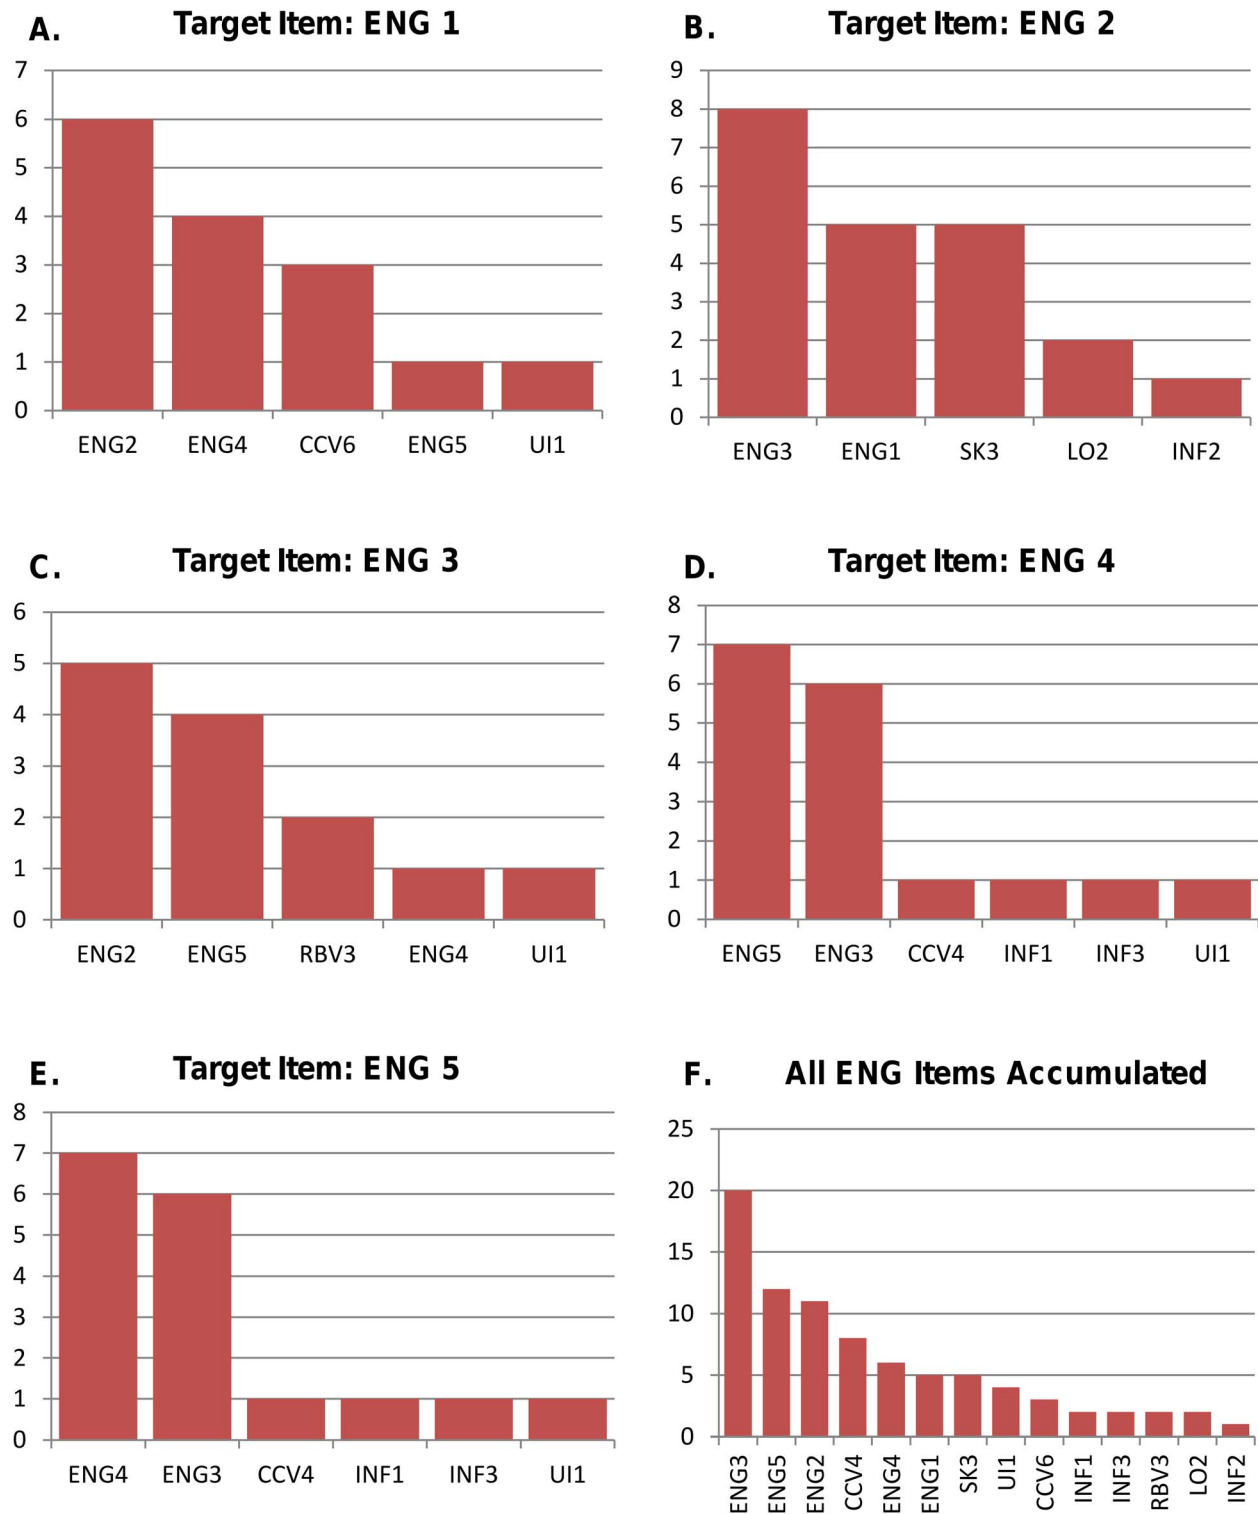 A. Target Item: ENG 1
7
6
5
4
3
2
1
0
ENG2 ENG4 CCV6 ENG5 UI1
B. Target Item: ENG 2
9
8
7
6
5
4
3
2
1
0
ENG3 ENG1 SK3 LO2 INF2
C. Target Item: ENG 3
6
5
4
3
2
1
0
ENG2 ENG5 RBV3 ENG4 UI1
D. Target Item: ENG 4
8
7
6
5
4
3
2
1
0
ENG5 ENG3 CCV4 INF1 INF3 UI1
E. Target Item: ENG 5
8
7
6
5
4
3
2
1
0
ENG4 ENG3 CCV4 INF1 INF3 UI1
F. All ENG Items Accumulated
25
20
15
10
5
0
ENG3
ENG5
ENG2
CCV4
ENG4
ENG1
SK3
UI1
CCV6
INF1
INF3
RBV3
LO2
INF2